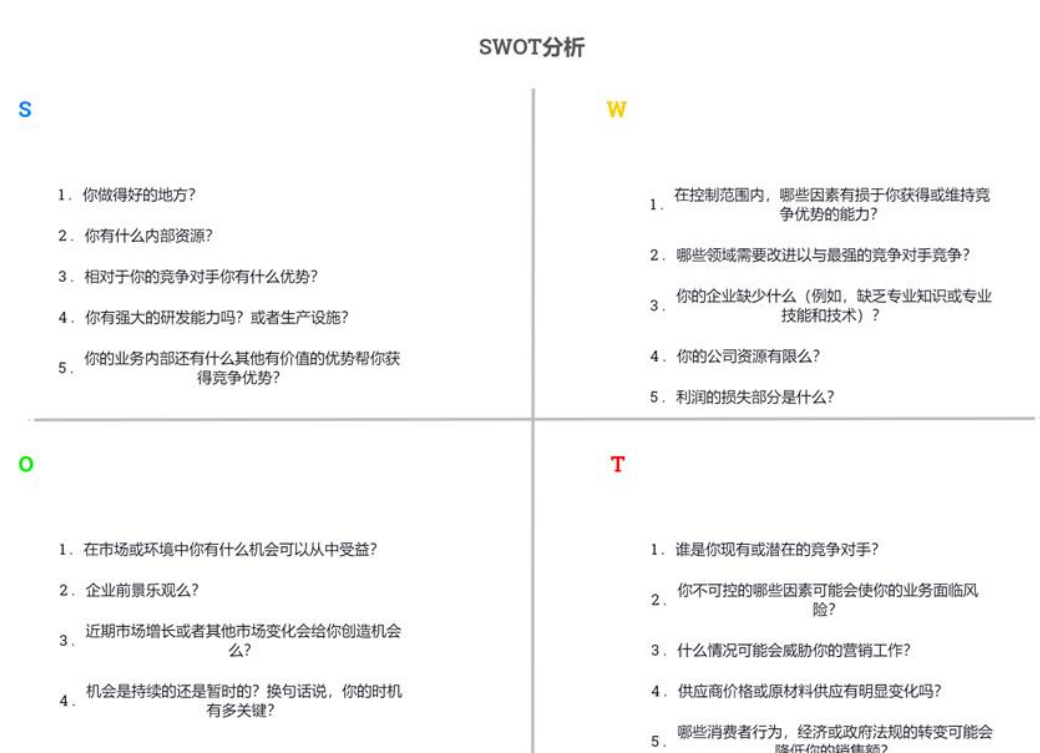 SWOT分析
S
1. 你做得好的地方？
2. 你有什么内部资源？
3. 相对于你的竞争对手你有什么优势？
4. 你有强大的研发能力吗？或者生产设施？
5. 你的业务内部还有什么其他有价值的优势帮你获
得竞争优势？
W
1. 在控制范围内，哪些因素有损于你获得或维持竞
争优势的能力？
2. 哪些领域需要改进以与最强的竞争对手竞争？
3. 你的企业缺少什么（例如，缺乏专业知识或专业
技能和技术）？
4. 你的公司资源有限么？
5. 利润的损失部分是什么？
O
1. 在市场或环境中你有什么机会可以从中受益？
2. 企业前景乐观么？
3. 近期市场增长或者其他市场变化会给你创造机会
么？
4. 机会是持续的还是暂时的？换句话说，你的时机
有多关键？
T
1. 谁是你现有或潜在的竞争对手？
2. 你不可控的哪些因素可能会使你的业务面临风
险？
3. 什么情况可能会威胁你的营销工作？
4. 供应商价格或原材料供应有明显变化吗？
5. 哪些消费者行为，经济或政府法规的转变可能会
降低你的销售额？